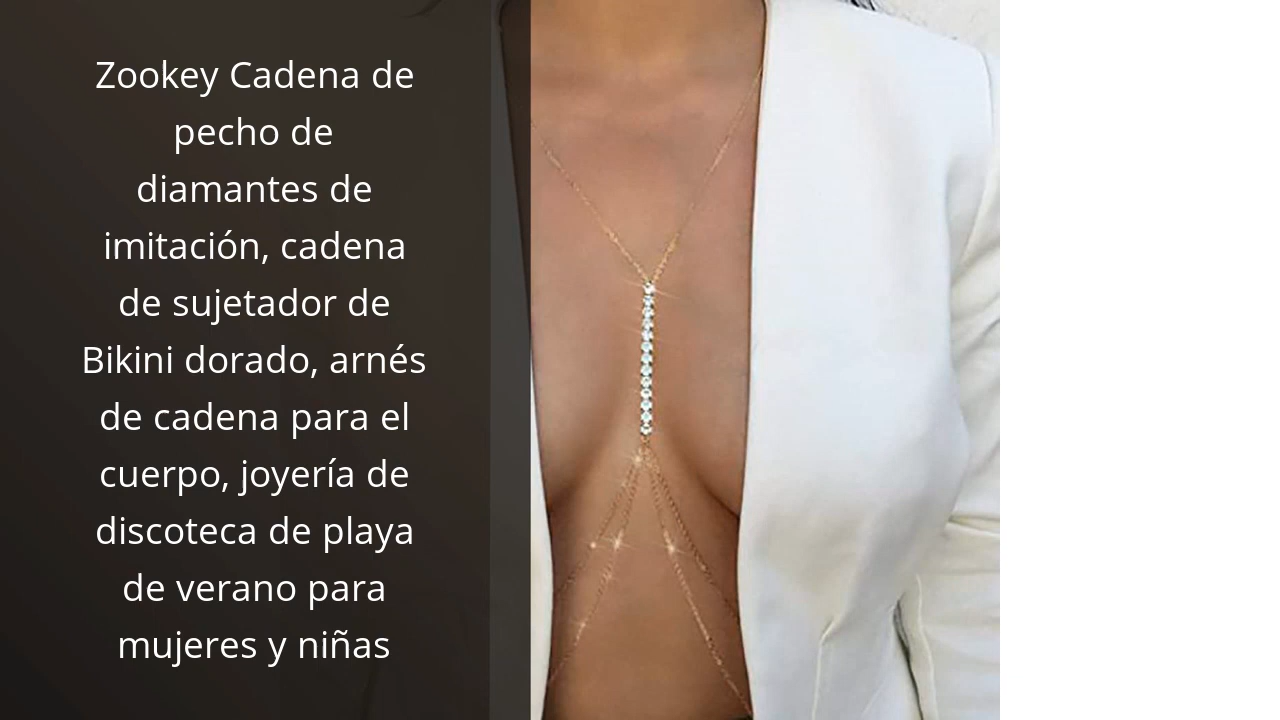 Zookey Cadena de
pecho de
diamantes de
imitación, cadena
de sujetador de
Bikini dorado, arnés
de cadena para el
cuerpo, joyería de
discoteca de playa
de verano para
mujeres y niñas